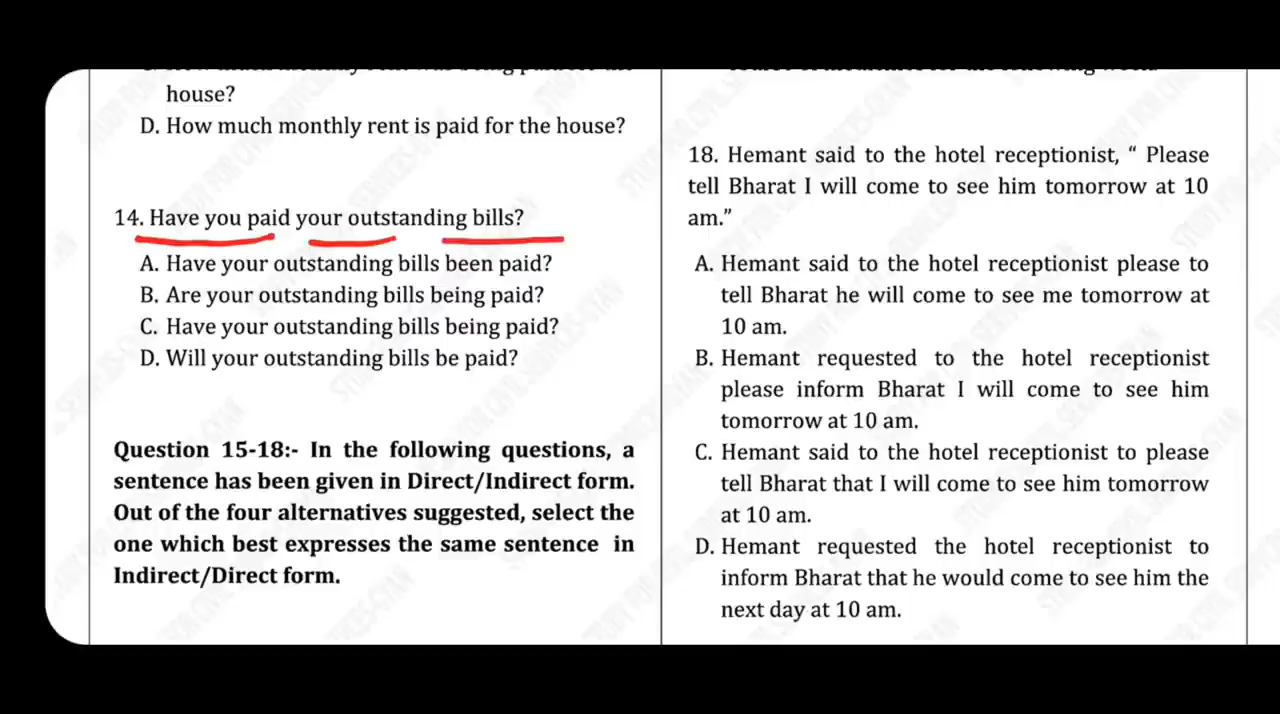 house?
D. How much monthly rent is paid for the house?
14. Have you paid your outstanding bills?
A. Have your outstanding bills been paid?
B. Are your outstanding bills being paid?
C. Have your outstanding bills being paid?
D. Will your outstanding bills be paid?
Question 15-18:- In the following questions, a
sentence has been given in Direct/Indirect form.
Out of the four alternatives suggested, select the
one which best expresses the same sentence in
Indirect/Direct form.
18. Hemant said to the hotel receptionist, “ Please
tell Bharat I will come to see him tomorrow at 10
am.”
A. Hemant said to the hotel receptionist please to
tell Bharat he will come to see me tomorrow at
10 am.
B. Hemant requested to the hotel receptionist
please inform Bharat I will come to see him
tomorrow at 10 am.
C. Hemant said to the hotel receptionist to please
tell Bharat that I will come to see him tomorrow
at 10 am.
D. Hemant requested the hotel receptionist to
inform Bharat that he would come to see him the
next day at 10 am.